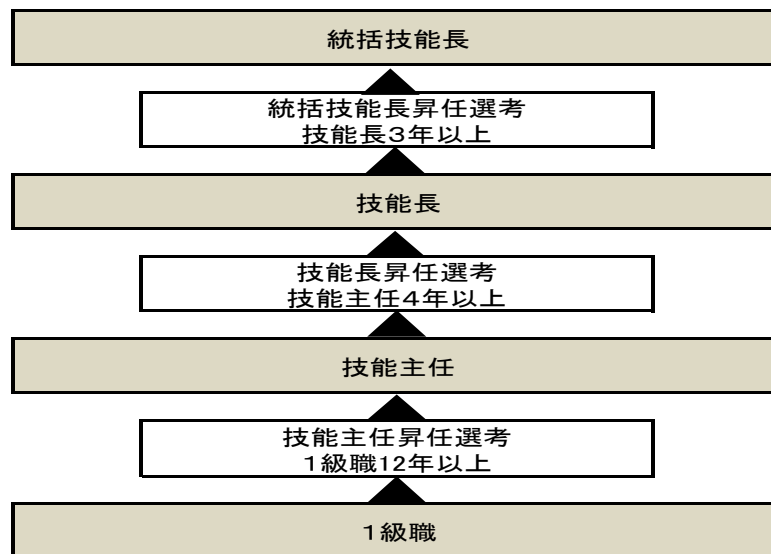 統括技能長
統括技能長昇任選考
技能長3年以上
技能長
技能長昇任選考
技能主任4年以上
技能主任
技能主任昇任選考
1級職12年以上
1級職